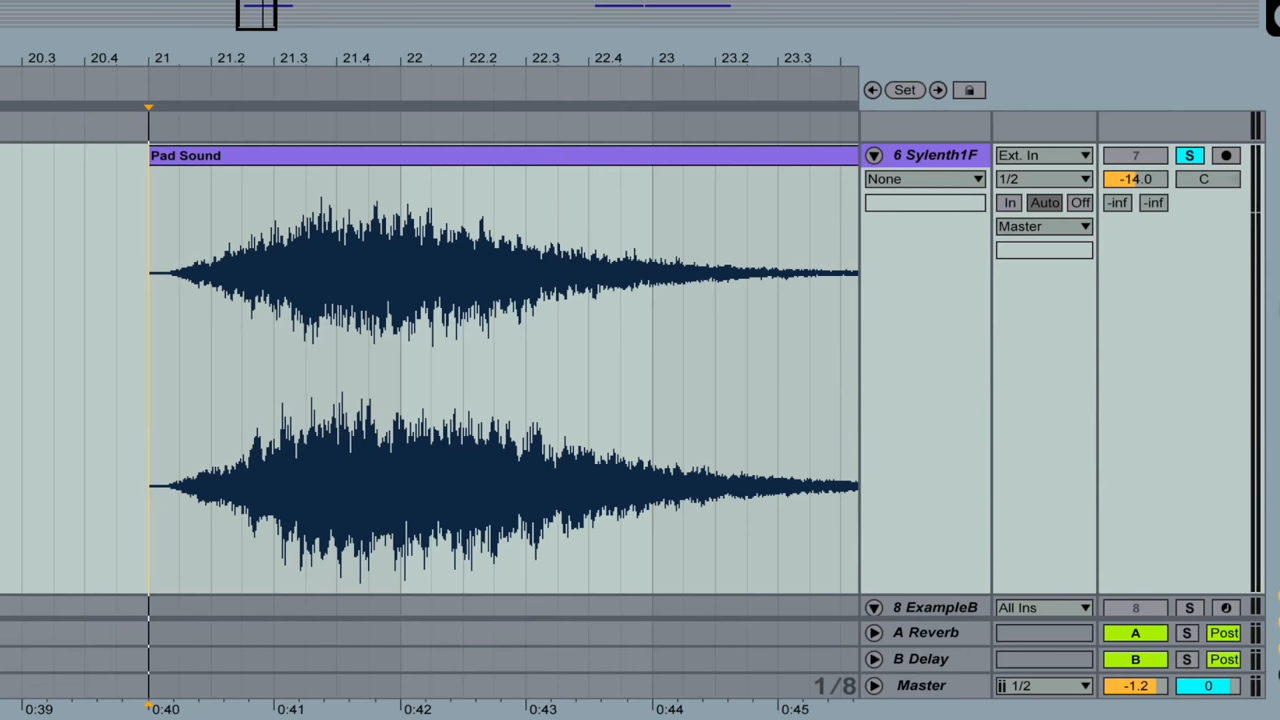 20.3 20.4 21 21.2 21.3 21.4 22 22.2 22.3 22.4 23 23.2 23.3
Set
Pad Sound 6 Sylenth1F Ext. In 7 S
None 1/2 -14.0 C
In Auto Off -inf -inf
Master
8 ExampleB All Ins 8 S
A Reverb A S Post
B Delay B S Post
1/8 Master 1/2 -1.2 0
0:39 0:40 0:41 0:42 0:43 0:44 0:45